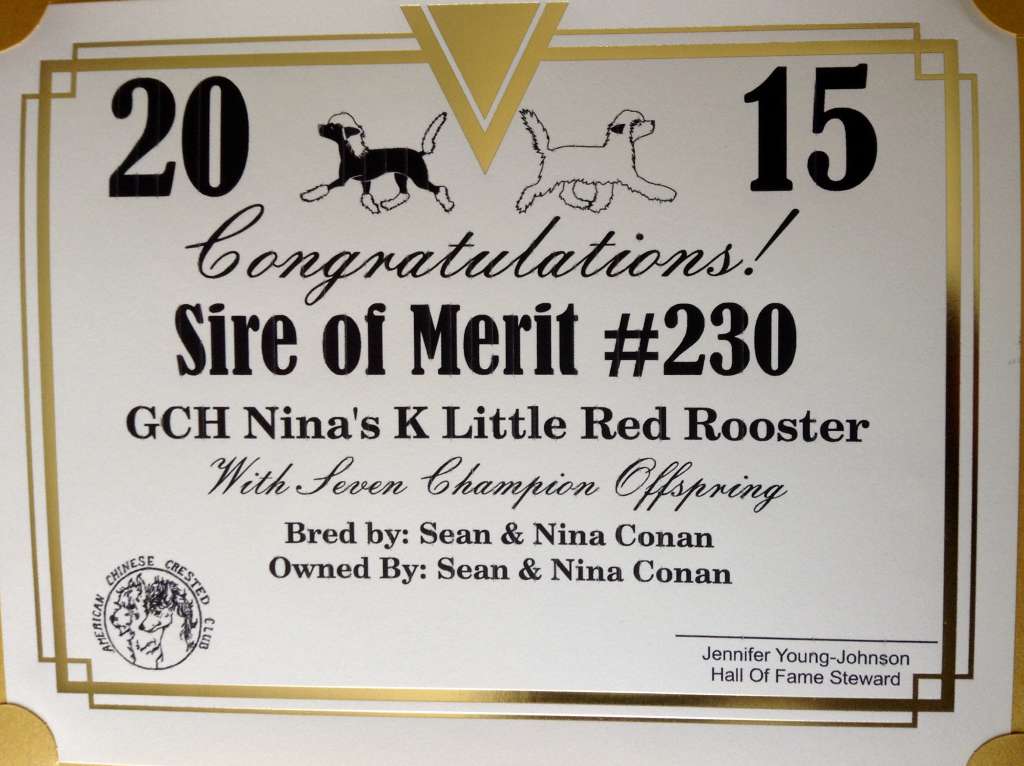 20 15
Congratulations!
Sire of Merit #230
GCH Nina's K Little Red Rooster
With Seven Champion Offspring
Bred by: Sean & Nina Conan
Owned By: Sean & Nina Conan
AMERICAN CHINESE CRESTED CLUB
Jennifer Young-Johnson
Hall Of Fame Steward